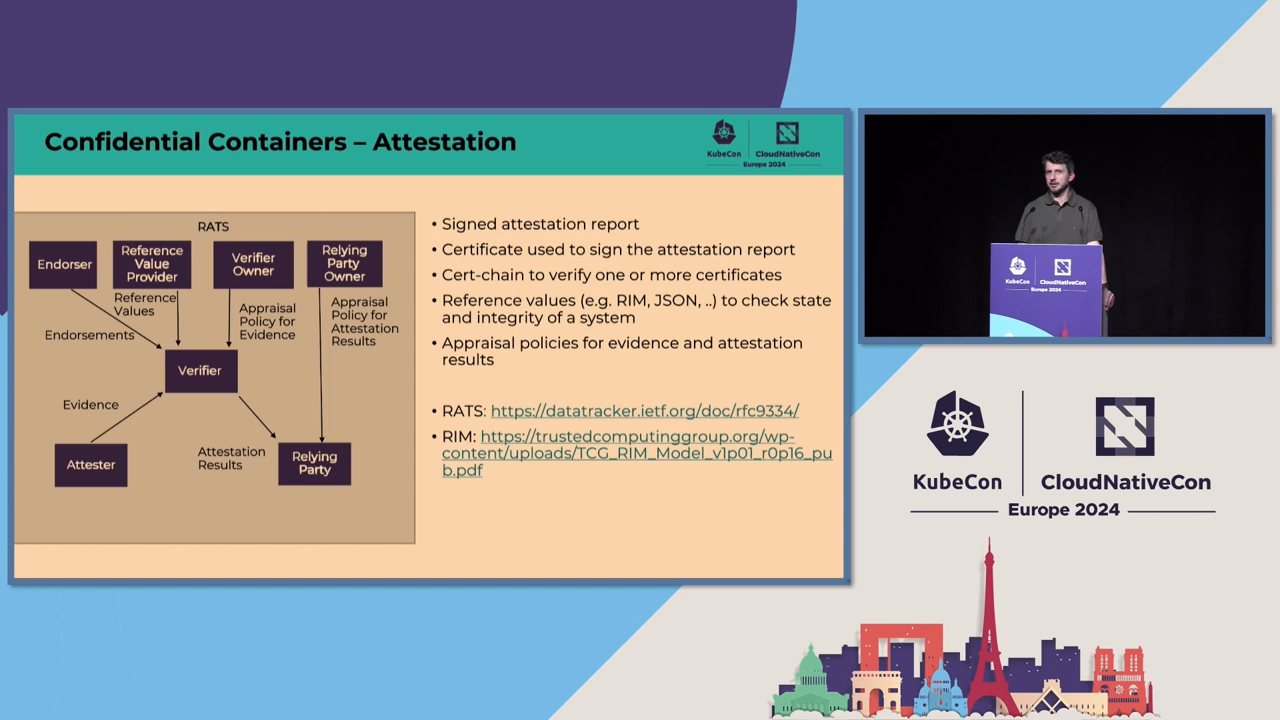 Confidential Containers – Attestation
KubeCon
CloudNativeCon
Europe 2024
RATS
Endorser
Reference
Value
Provider
Verifier
Owner
Relying
Party
Owner
Reference
Values
Endorsements
Appraisal
Policy for
Evidence
Appraisal
Policy for
Attestation
Results
Verifier
Evidence
Attester
Attestation
Results
Relying
Party
• Signed attestation report
• Certificate used to sign the attestation report
• Cert-chain to verify one or more certificates
• Reference values (e.g. RIM, JSON, ..) to check state
and integrity of a system
• Appraisal policies for evidence and attestation
results
• RATS: https://datatracker.ietf.org/doc/rfc9334/
• RIM: https://trustedcomputinggroup.org/wp-
content/uploads/TCG_RIM_Model_v1p01_r0p16_pu
b.pdf
KubeCon
CloudNativeCon
Europe 2024
KubeCon
CloudNativeCon
Europe 2024